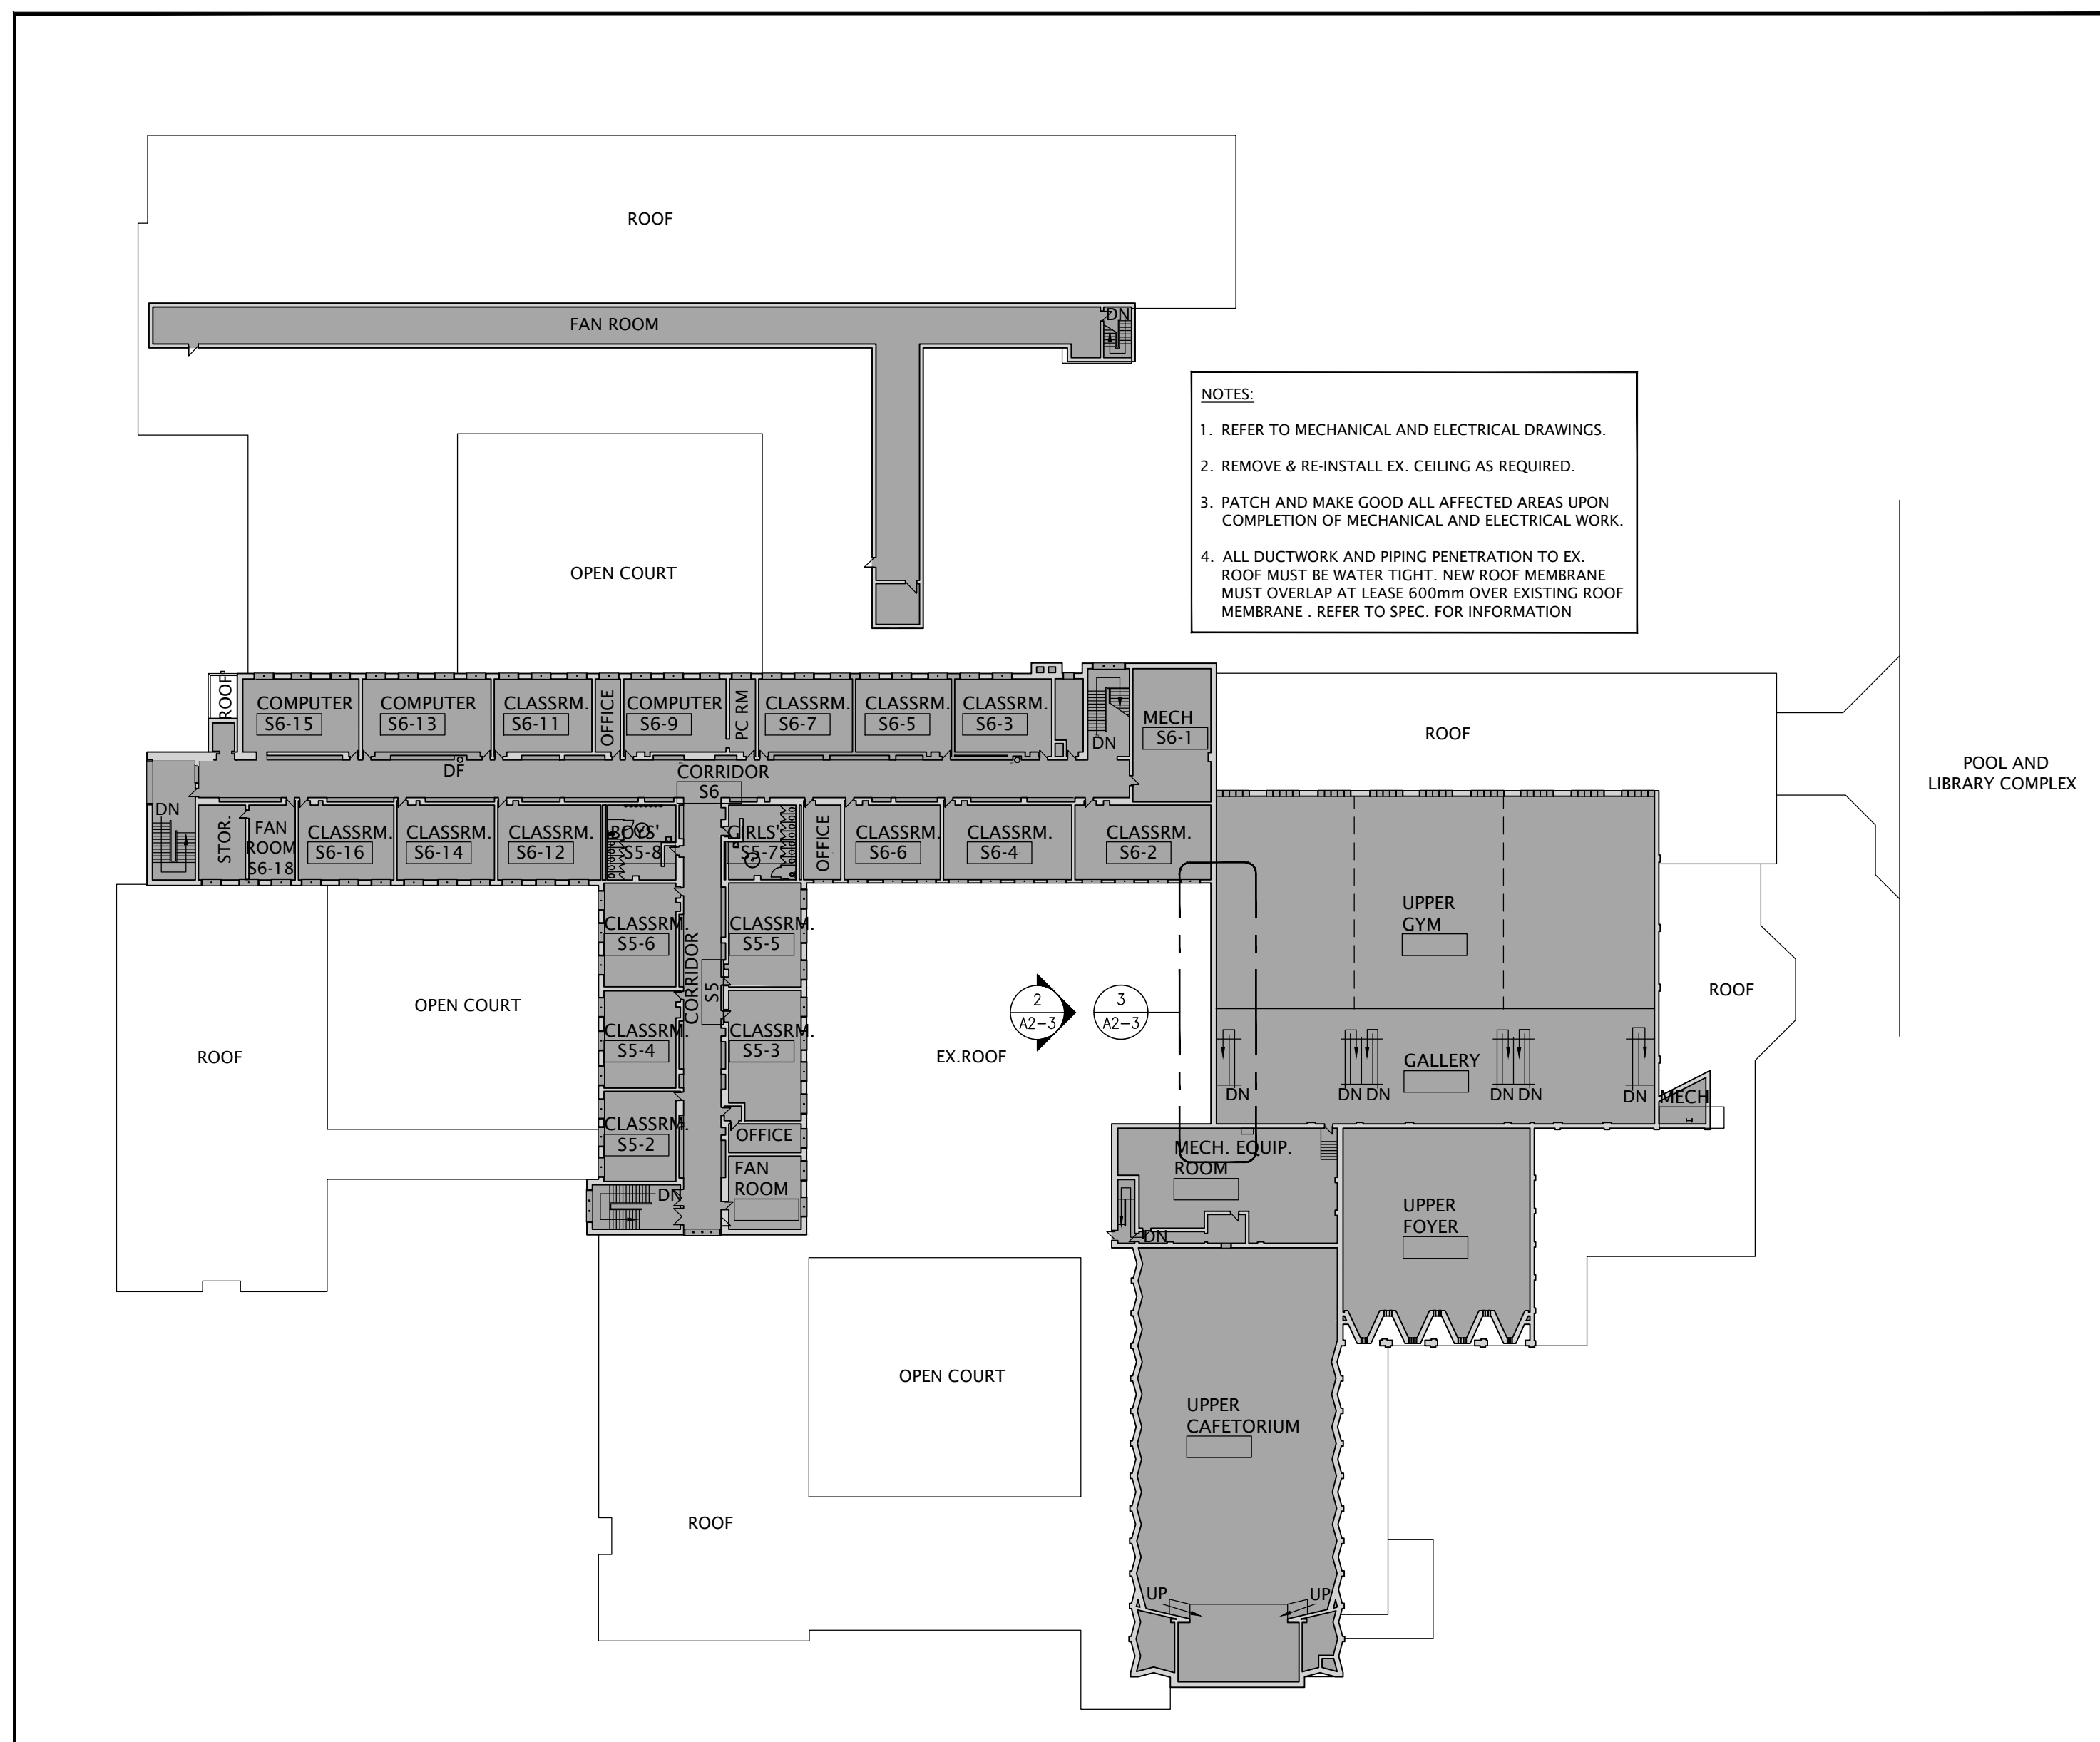 ROOF
FAN ROOM
DN
NOTES:
1. REFER TO MECHANICAL AND ELECTRICAL DRAWINGS.
2. REMOVE & RE-INSTALL EX. CEILING AS REQUIRED.
3. PATCH AND MAKE GOOD ALL AFFECTED AREAS UPON
COMPLETION OF MECHANICAL AND ELECTRICAL WORK.
4. ALL DUCTWORK AND PIPING PENETRATION TO EX.
ROOF MUST BE WATER TIGHT. NEW ROOF MEMBRANE
MUST OVERLAP AT LEASE 600mm OVER EXISTING ROOF
MEMBRANE . REFER TO SPEC. FOR INFORMATION
OPEN COURT
ROOF
COMPUTER
S6-15
COMPUTER
S6-13
CLASSRM.
S6-11
OFFICE
COMPUTER
S6-9
PC RM
CLASSRM.
S6-7
CLASSRM.
S6-5
CLASSRM.
S6-3
DN
MECH
S6-1
ROOF
POOL AND
LIBRARY COMPLEX
DF
CORRIDOR
S6
DN
STOR.
FAN
ROOM
S6-18
CLASSRM.
S6-16
CLASSRM.
S6-14
CLASSRM.
S6-12
BOYS'
S5-8
GIRLS'
S5-7
OFFICE
CLASSRM.
S6-6
CLASSRM.
S6-4
CLASSRM.
S6-2
UPPER
GYM
CLASSRM.
S5-6
CORRIDOR
S5
CLASSRM.
S5-5
OPEN COURT
ROOF
CLASSRM.
S5-4
CLASSRM.
S5-3
EX.ROOF
2
A2-3
3
A2-3
ROOF
GALLERY
DN
DN DN
DN DN
DN
MECH
CLASSRM.
S5-2
OFFICE
FAN
ROOM
DN
MECH. EQUIP.
ROOM
DN
UPPER
FOYER
OPEN COURT
UPPER
CAFETORIUM
ROOF
UP
UP